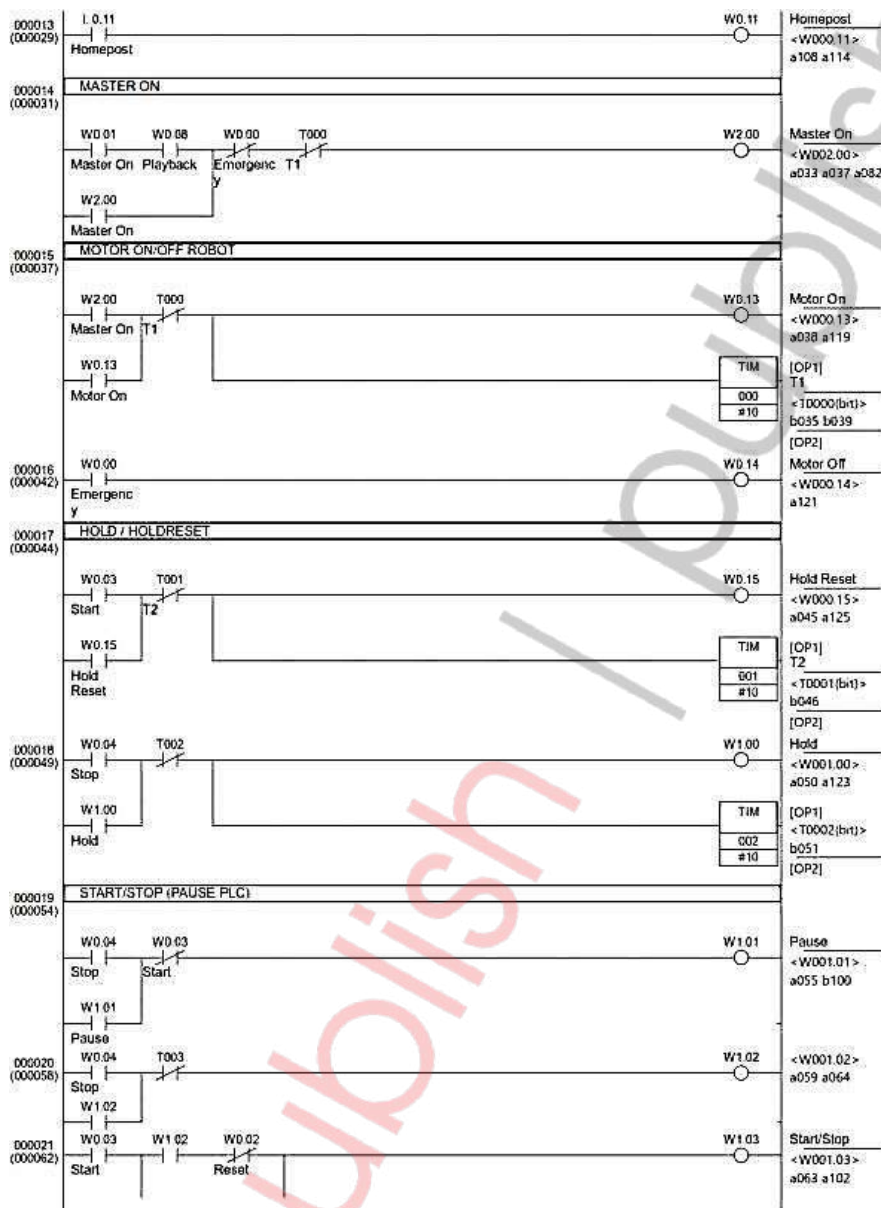 000013
(000029)
I: 0.11
Homepost
W0.11
Homepost
<W000.11>
a108 a114
000014
(000031)
MASTER ON
W0.01 W0.08 W0.00 T000
Master On Playback Emergenc
y T1
W2.00
Master On
<W002.00>
a033 a037 a082
W2.00
Master On
000015
(000037)
MOTOR ON/OFF ROBOT
W2.00 T000
Master On T1
W0.13
Motor On
<W000.13>
a038 a119
W0.13
Motor On
TIM
000
#10
[OP1]
T1
<T0000(bit)>
b035 b039
[OP2]
000016
(000042)
W0.00
Emergenc
y
W0.14
Motor Off
<W000.14>
a121
000017
(000044)
HOLD / HOLDRESET
W0.03 T001
Start T2
W0.15
Hold Reset
<W000.15>
a045 a125
W0.15
Hold
Reset
TIM
001
#10
[OP1]
T2
<T0001(bit)>
b046
[OP2]
000018
(000049)
W0.04 T002
Stop
W1.00
Hold
<W001.00>
a050 a123
W1.00
Hold
TIM
002
#10
[OP1]
<T0002(bit)>
b051
[OP2]
000019
(000054)
START/STOP (PAUSE PLC)
W0.04 W0.03
Stop Start
W1.01
Pause
<W001.01>
a055 b100
W1.01
Pause
000020
(000058)
W0.04 T003
Stop
W1.02
<W001.02>
a059 a064
W1.02
000021
(000062)
W0.03 W1.02 W0.02
Start Reset
W1.03
Start/Stop
<W001.03>
a063 a102
ublish | publish